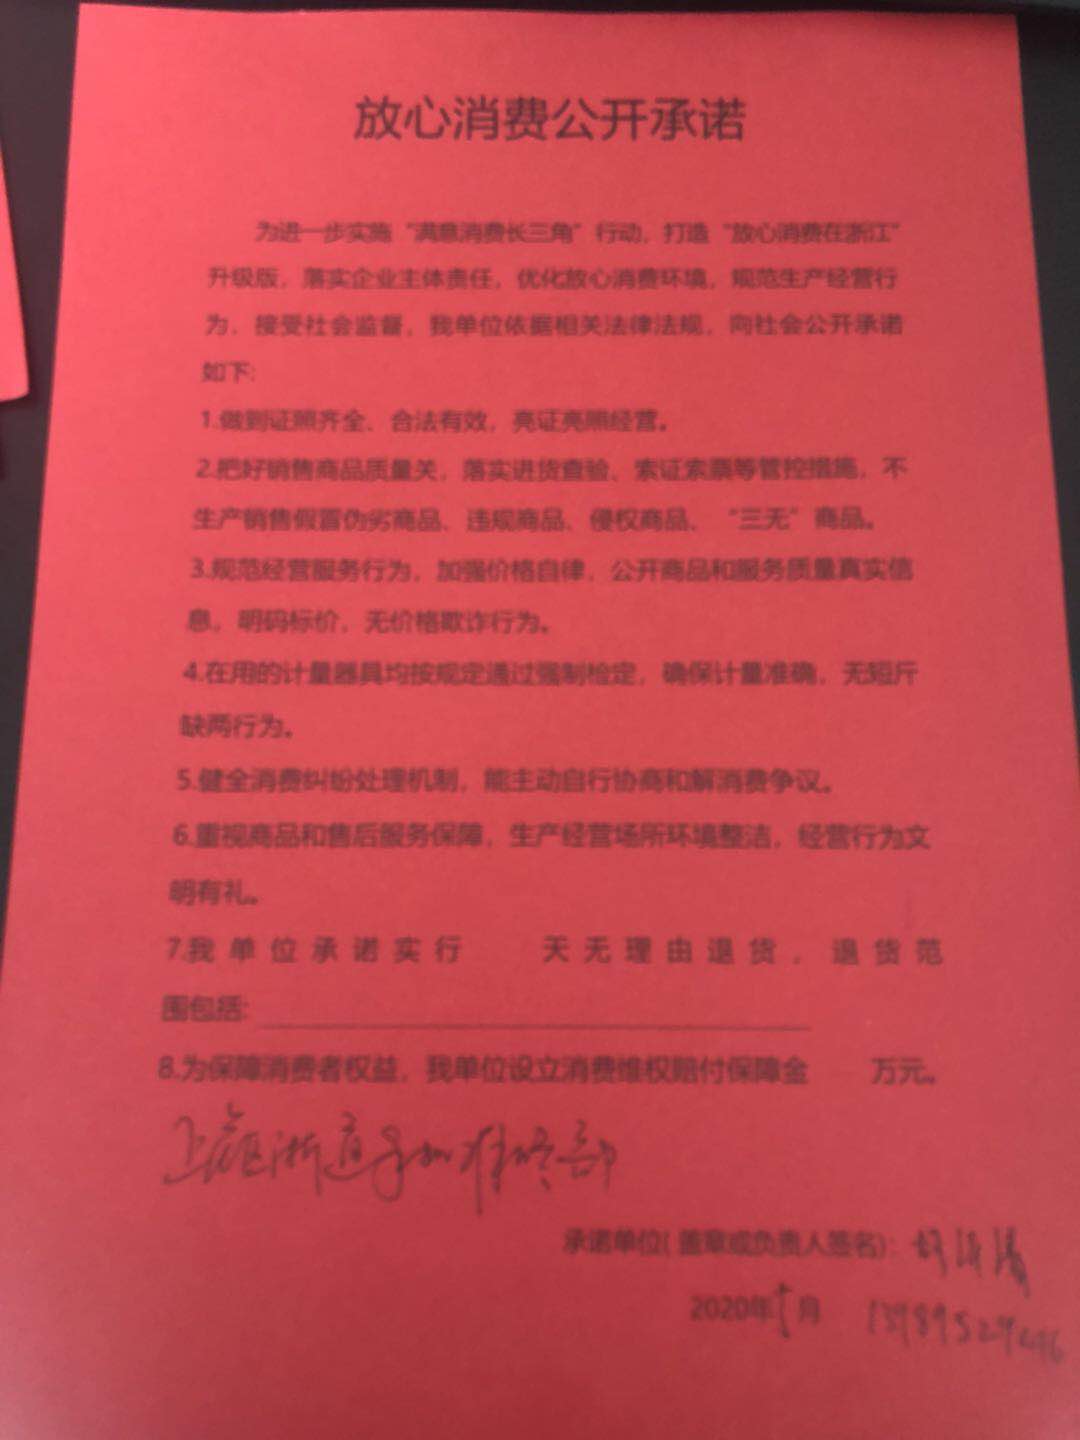 放心消费公开承诺
为进一步实施“满意消费长三角”行动，打造“放心消费在浙江”
升级版，落实企业主体责任，优化放心消费环境，规范生产经营行
为，接受社会监督，我单位依据相关法律法规，向社会公开承诺
如下:
1.做到证照齐全、合法有效，亮证亮照经营。
2.把好销售商品质量关，落实进货查验、索证索票等管控措施，不
生产销售假冒伪劣商品、违规商品、侵权商品、“三无”商品。
3.规范经营服务行为，加强价格自律，公开商品和服务质量真实信
息，明码标价，无价格欺诈行为。
4.在用的计量器具均按规定通过强制检定，确保计量准确，无短斤
缺两行为。
5.健全消费纠纷处理机制，能主动自行协商和解消费争议。
6.重视商品和售后服务保障，生产经营场所环境整洁，经营行为文
明有礼。
7.我单位承诺实行 天无理由退货，退货范
围包括:
8.为保障消费者权益，我单位设立消费维权赔付保障金 万元。
手机维修部
承诺单位(盖章或负责人签名):
2020年5月